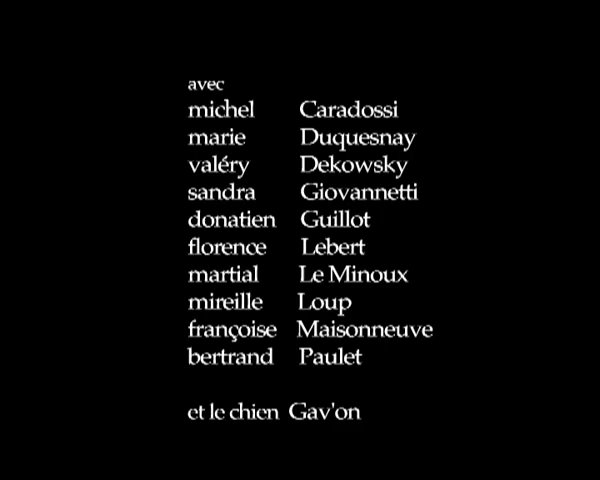 avec
michel Caradossi
marie Duquesnay
valéry Dekowsky
sandra Giovannetti
donatien Guillot
florence Lebert
martial Le Minoux
mireille Loup
françoise Maisonneuve
bertrand Paulet
et le chien Gav'on